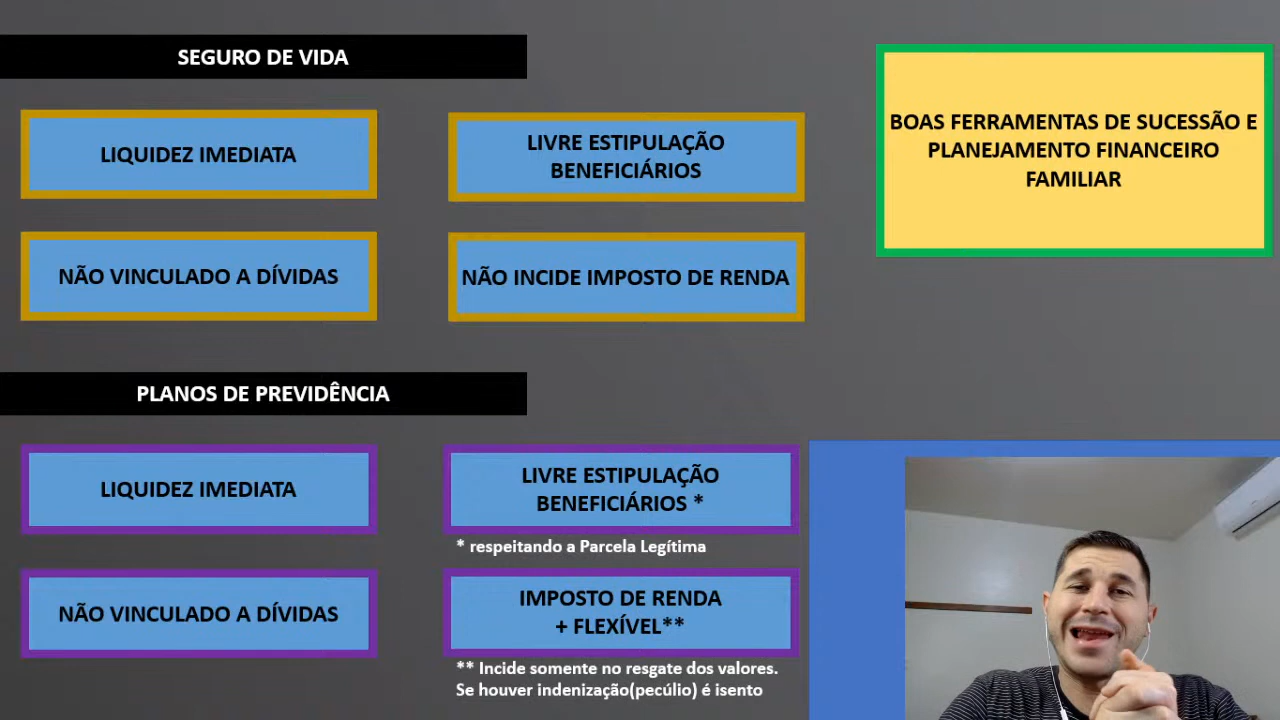 SEGURO DE VIDA
LIQUIDEZ IMEDIATA
LIVRE ESTIPULAÇÃO
BENEFICIÁRIOS
NÃO VINCULADO A DÍVIDAS
NÃO INCIDE IMPOSTO DE RENDA
BOAS FERRAMENTAS DE SUCESSÃO E
PLANEJAMENTO FINANCEIRO
FAMILIAR
PLANOS DE PREVIDÊNCIA
LIQUIDEZ IMEDIATA
LIVRE ESTIPULAÇÃO
BENEFICIÁRIOS *
* respeitando a Parcela Legítima
NÃO VINCULADO A DÍVIDAS
IMPOSTO DE RENDA
+ FLEXÍVEL**
** Incide somente no resgate dos valores.
Se houver indenização(pecúlio) é isento